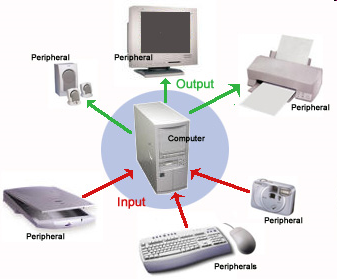 Peripheral
Peripheral
Output
Peripheral
Computer
Input
Peripheral
Peripheral
Peripherals